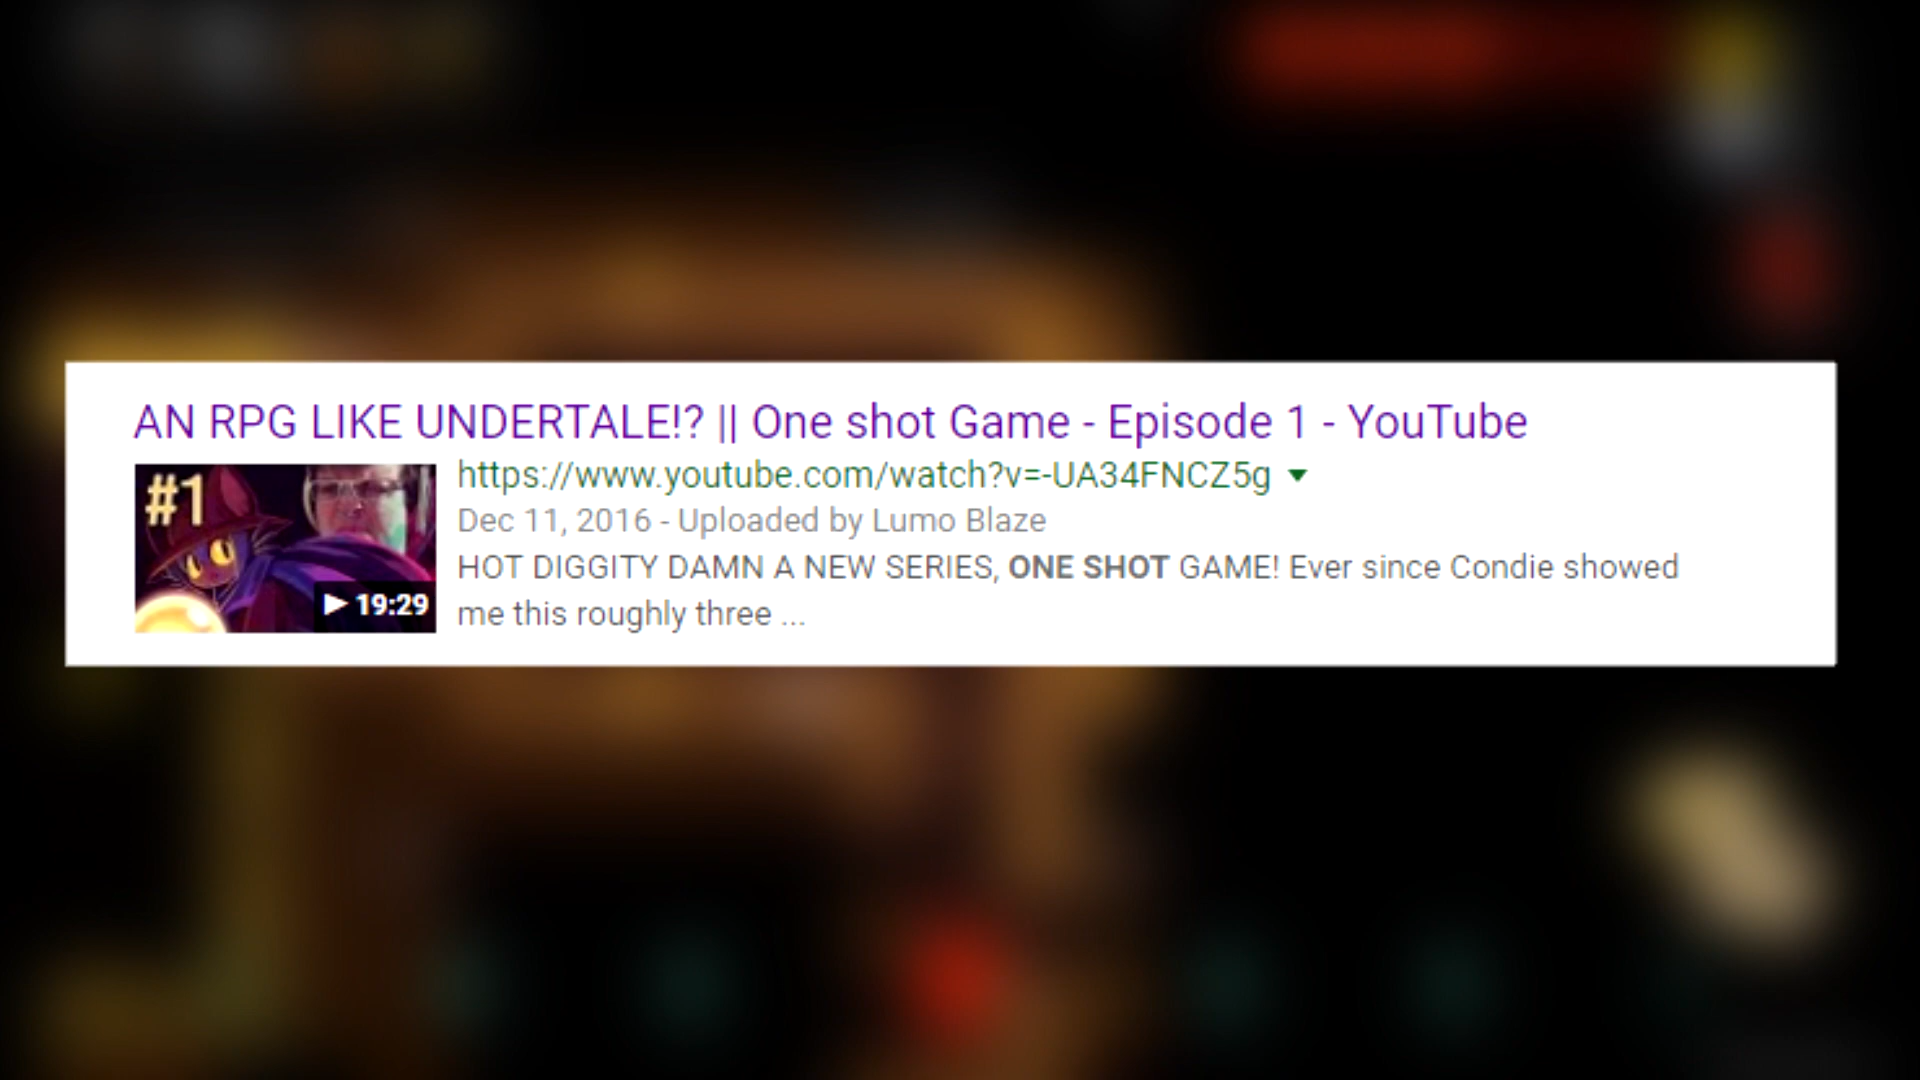 AN RPG LIKE UNDERTALE!? || One shot Game - Episode 1 - YouTube
#1
19:29
https://www.youtube.com/watch?v=-UA34FNCZ5g
Dec 11, 2016 - Uploaded by Lumo Blaze
HOT DIGGITY DAMN A NEW SERIES, ONE SHOT GAME! Ever since Condie showed
me this roughly three ...